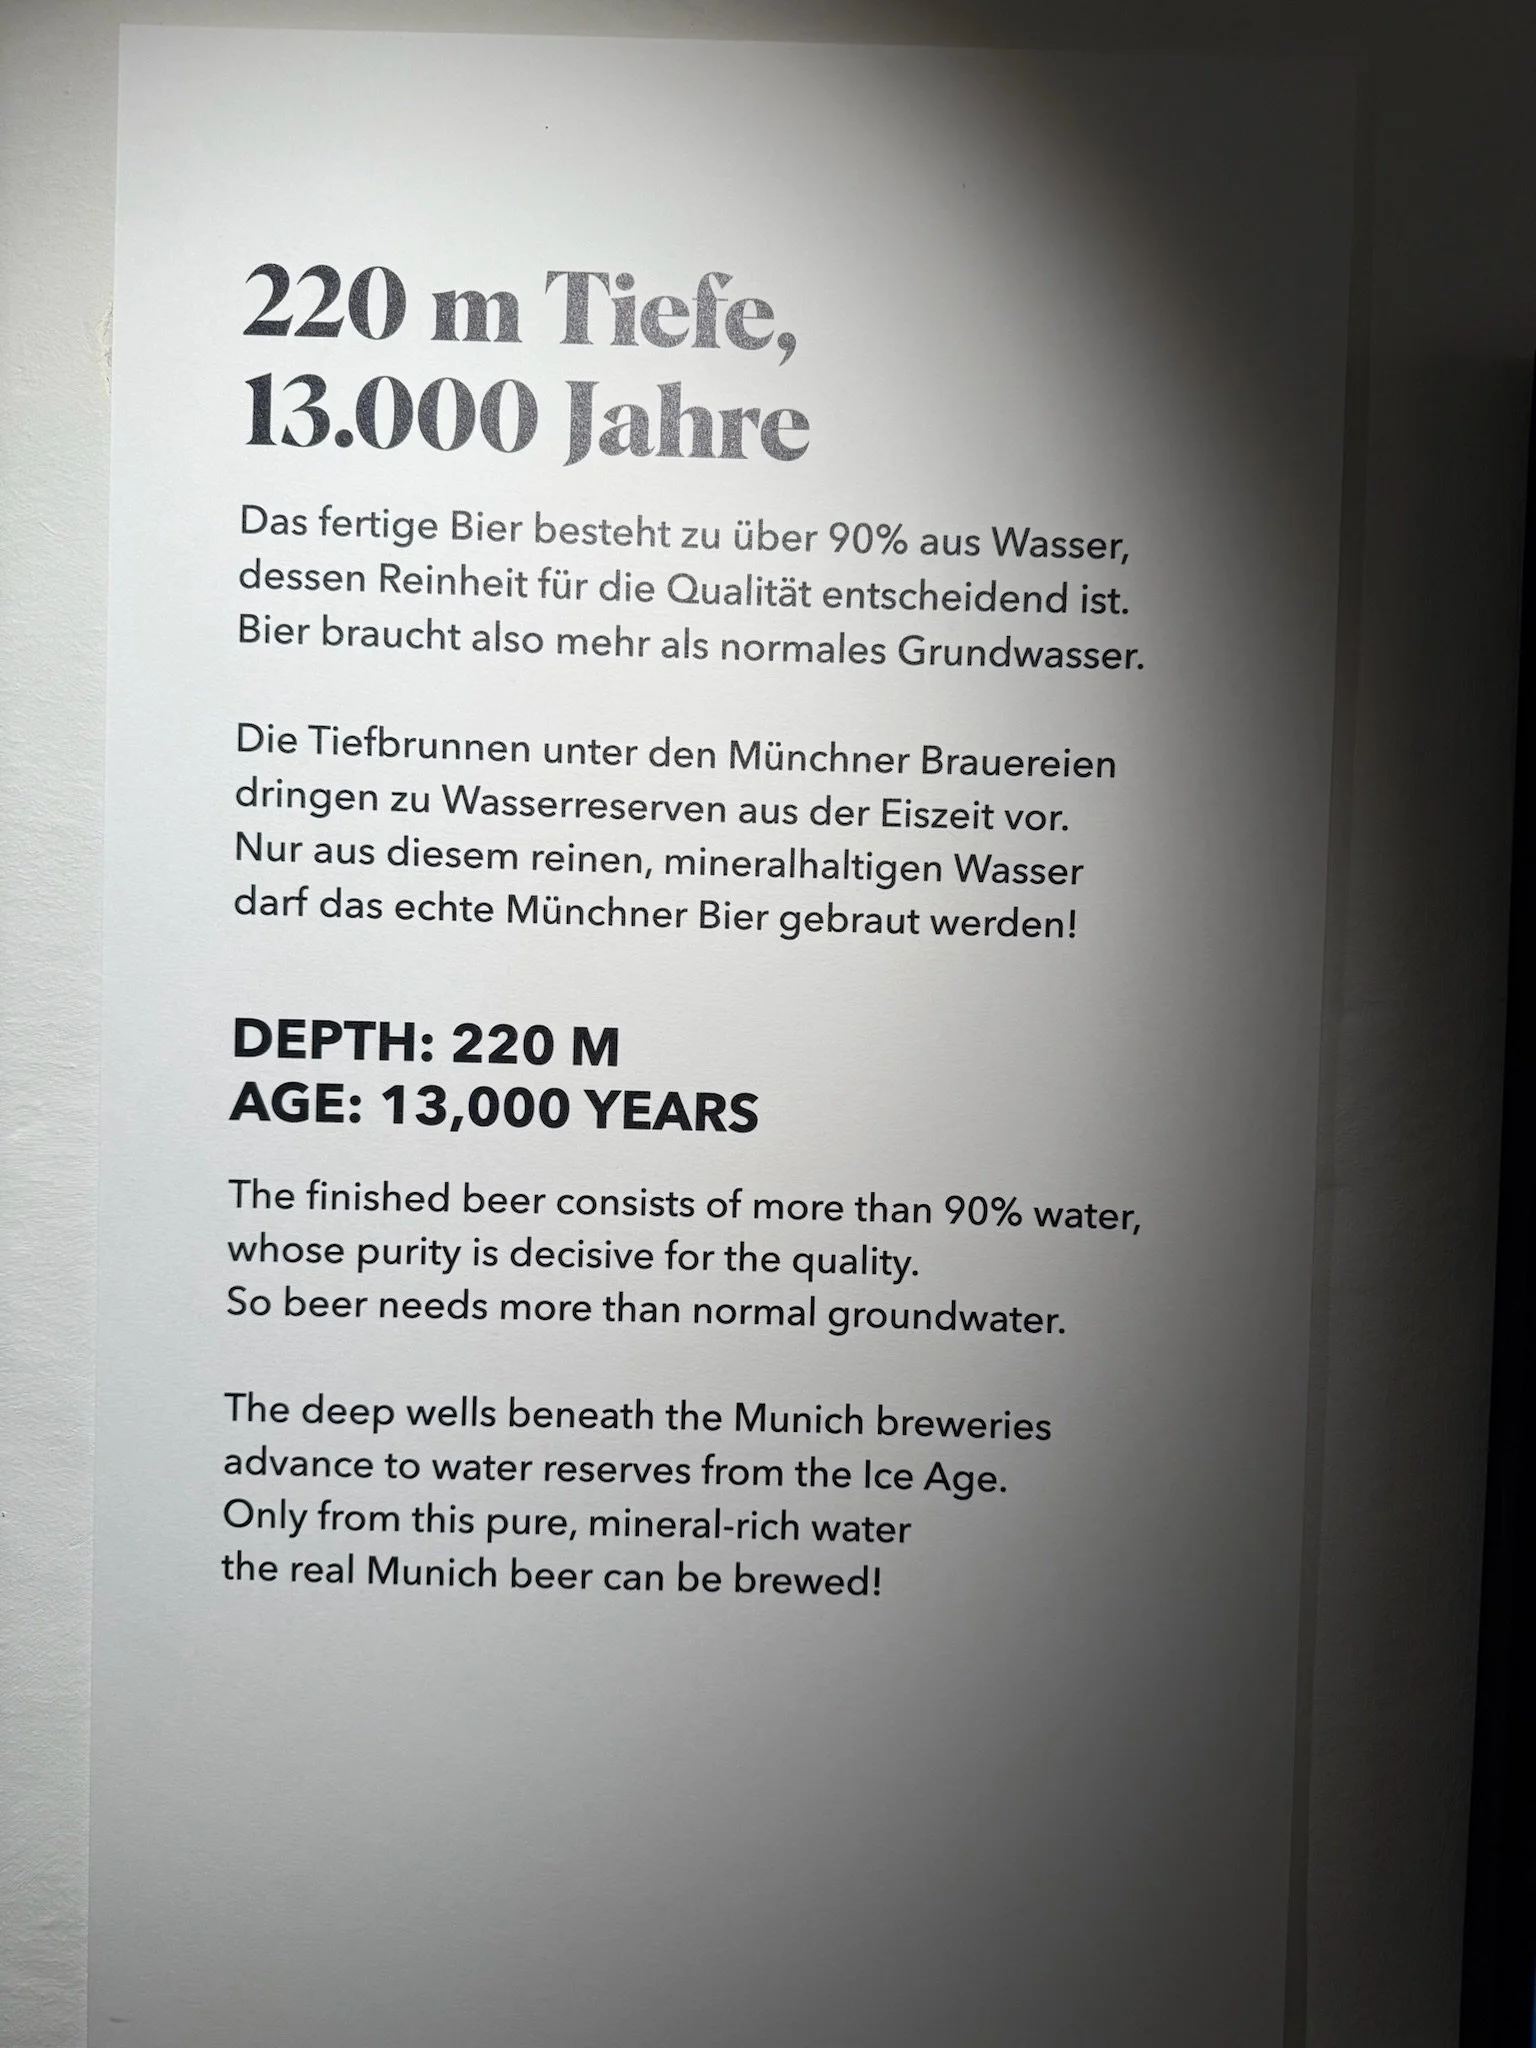 220 m Tiefe,
13.000 Jahre
Das fertige Bier besteht zu über 90% aus Wasser,
dessen Reinheit für die Qualität entscheidend ist.
Bier braucht also mehr als normales Grundwasser.
Die Tiefbrunnen unter den Münchner Brauereien
dringen zu Wasserreserven aus der Eiszeit vor.
Nur aus diesem reinen, mineralhaltigen Wasser
darf das echte Münchner Bier gebraut werden!
DEPTH: 220 M
AGE: 13,000 YEARS
The finished beer consists of more than 90% water,
whose purity is decisive for the quality.
So beer needs more than normal groundwater.
The deep wells beneath the Munich breweries
advance to water reserves from the Ice Age.
Only from this pure, mineral-rich water
the real Munich beer can be brewed!